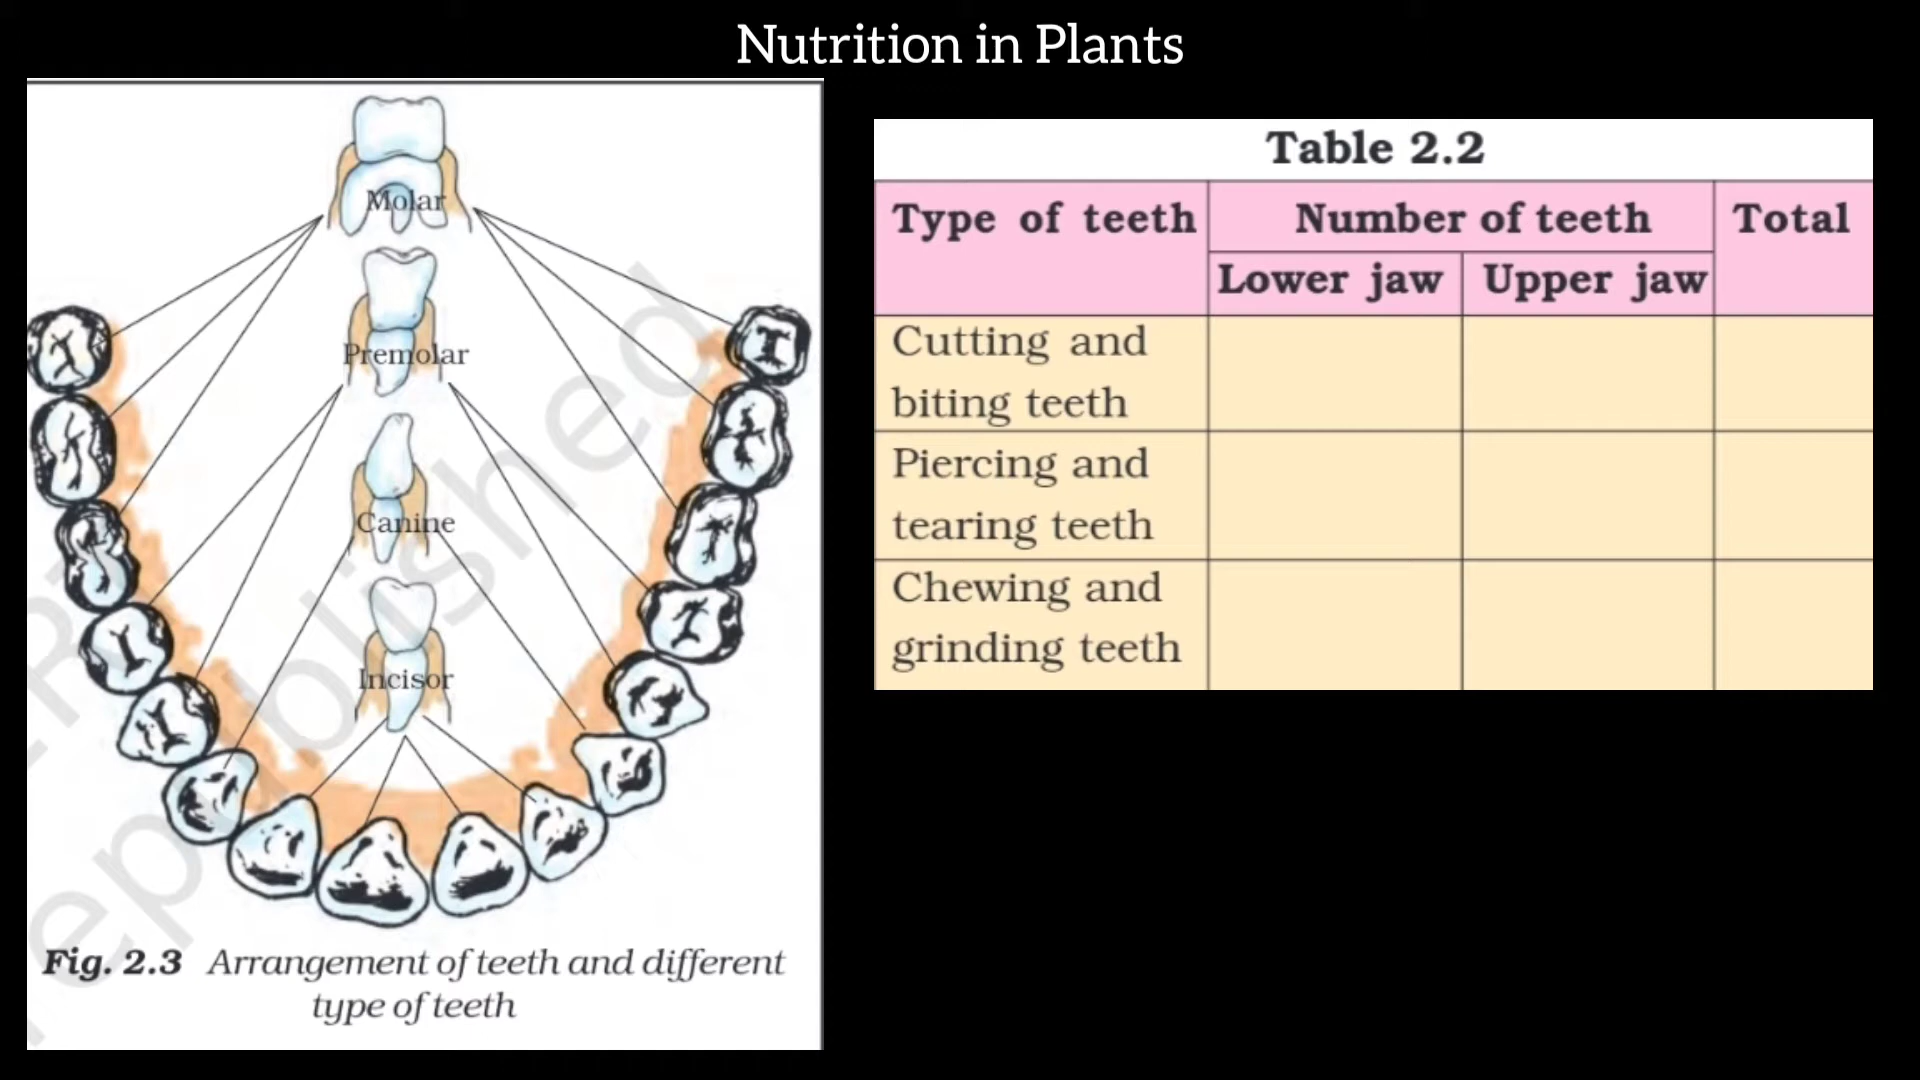 Nutrition in Plants
Molar
Premolar
Canine
Incisor
Fig. 2.3 Arrangement of teeth and different
type of teeth
Table 2.2
Type of teeth Number of teeth Total
Lower jaw Upper jaw
Cutting and
biting teeth
Piercing and
tearing teeth
Chewing and
grinding teeth